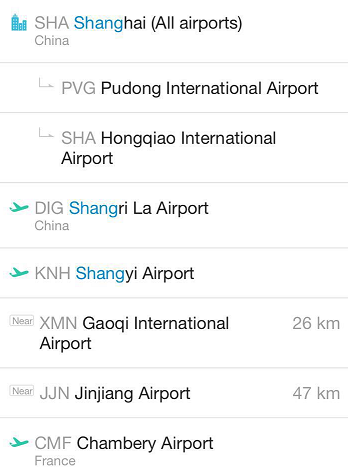 SHA Shanghai (All airports)
China
PVG Pudong International Airport
SHA Hongqiao International
Airport
DIG Shangri La Airport
China
KNH Shangyi Airport
Near XMN Gaoqi International 26 km
Airport
Near JJN Jinjiang Airport 47 km
CMF Chambery Airport
France